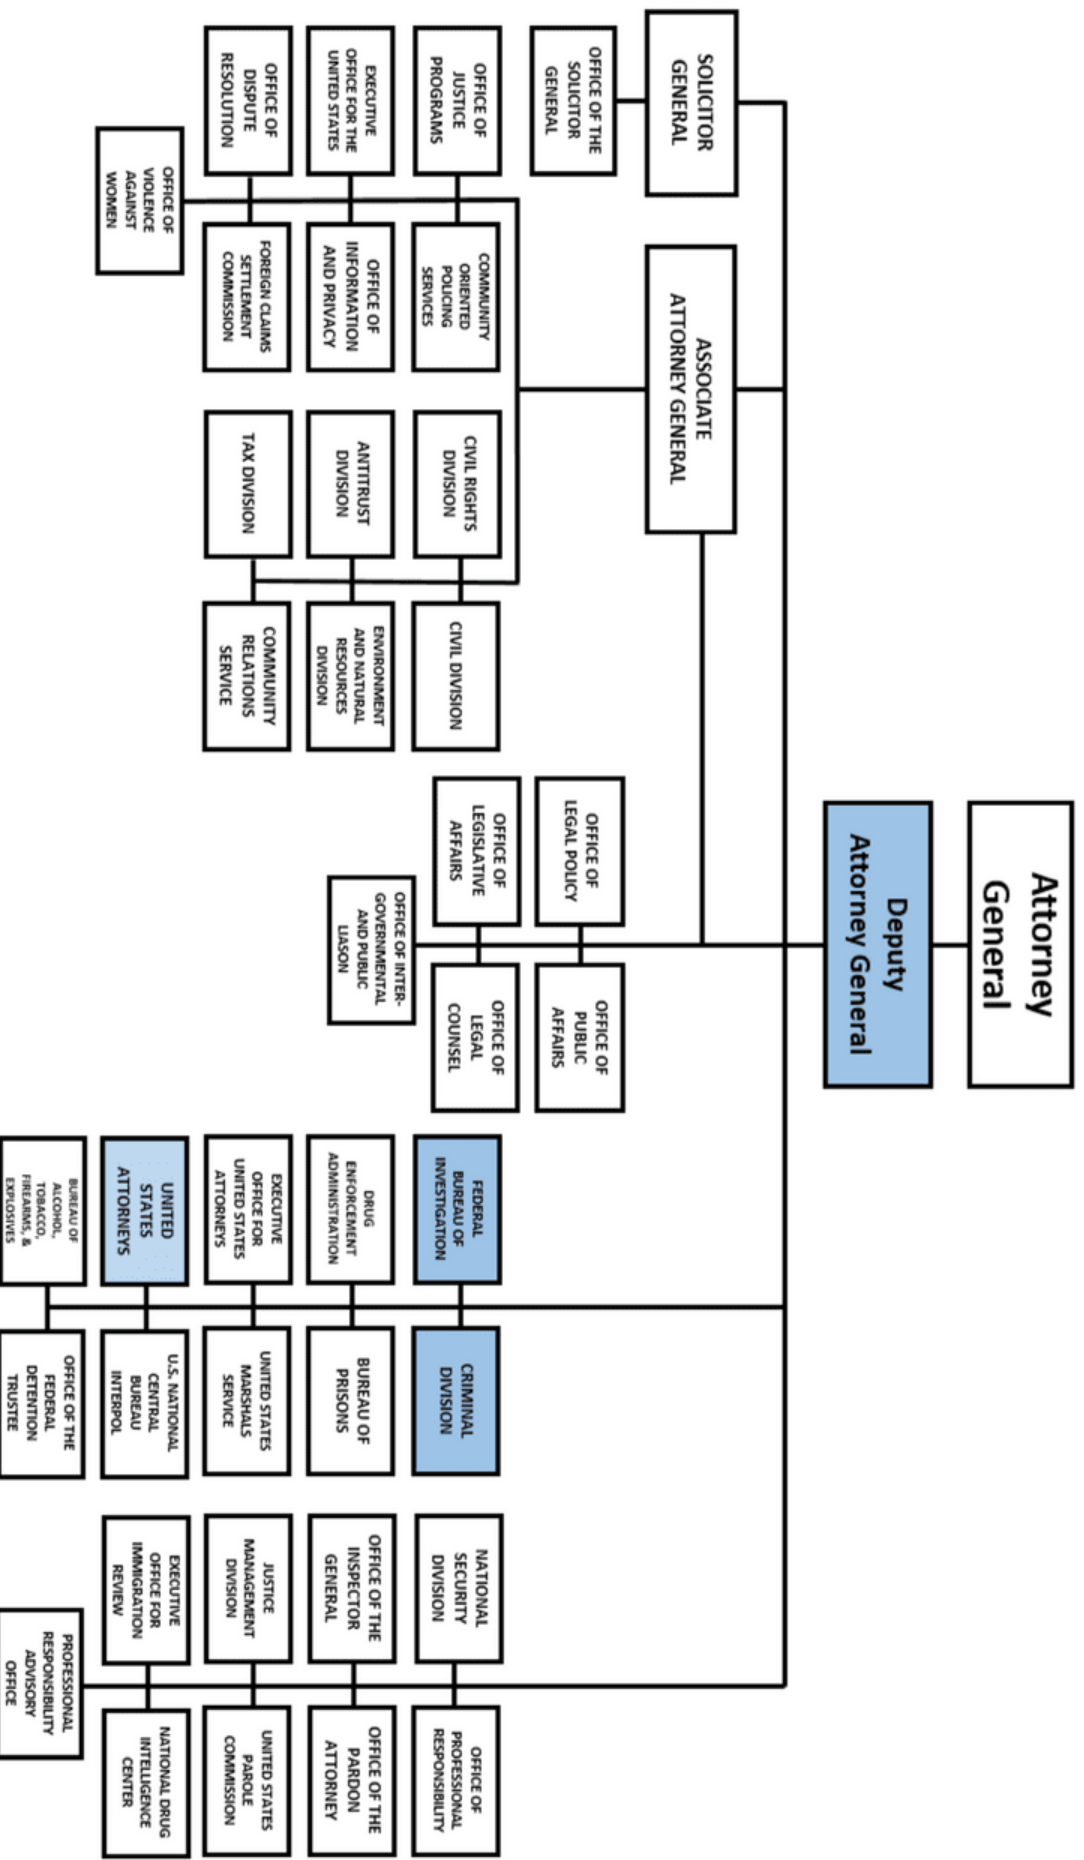 Attorney
General
Deputy
Attorney General
SOLICITOR
GENERAL
ASSOCIATE
ATTORNEY GENERAL
OFFICE OF THE
SOLICITOR
GENERAL
OFFICE OF
LEGAL POLICY
OFFICE OF
PUBLIC
AFFAIRS
OFFICE OF
LEGISLATIVE
AFFAIRS
OFFICE OF
LEGAL
COUNSEL
OFFICE OF INTER-
GOVERNMENTAL
AND PUBLIC
LIASON
OFFICE OF
JUSTICE
PROGRAMS
COMMUNITY
ORIENTED
POLICING
SERVICES
EXECUTIVE
OFFICE FOR THE
UNITED STATES
OFFICE OF
INFORMATION
AND PRIVACY
OFFICE OF
DISPUTE
RESOLUTION
FOREIGN CLAIMS
SETTLEMENT
COMMISSION
OFFICE OF
VIOLENCE
AGAINST
WOMEN
CIVIL RIGHTS
DIVISION
CIVIL DIVISION
ANTITRUST
DIVISION
ENVIRONMENT
AND NATURAL
RESOURCES
DIVISION
TAX DIVISION
COMMUNITY
RELATIONS
SERVICE
FEDERAL
BUREAU OF
INVESTIGATION
CRIMINAL
DIVISION
DRUG
ENFORCEMENT
ADMINISTRATION
BUREAU OF
PRISONS
EXECUTIVE
OFFICE FOR
UNITED STATES
ATTORNEYS
UNITED STATES
MARSHALS
SERVICE
UNITED
STATES
ATTORNEYS
U.S. NATIONAL
CENTRAL
BUREAU
INTERPOL
BUREAU OF
ALCOHOL,
TOBACCO,
FIREARMS, &
EXPLOSIVES
OFFICE OF THE
FEDERAL
DETENTION
TRUSTEE
NATIONAL
SECURITY
DIVISION
OFFICE OF
PROFESSIONAL
RESPONSIBILITY
OFFICE OF THE
INSPECTOR
GENERAL
OFFICE OF THE
PARDON
ATTORNEY
JUSTICE
MANAGEMENT
DIVISION
UNITED STATES
PAROLE
COMMISSION
EXECUTIVE
OFFICE FOR
IMMIGRATION
REVIEW
NATIONAL DRUG
INTELLIGENCE
CENTER
PROFESSIONAL
RESPONSIBILITY
ADVISORY
OFFICE